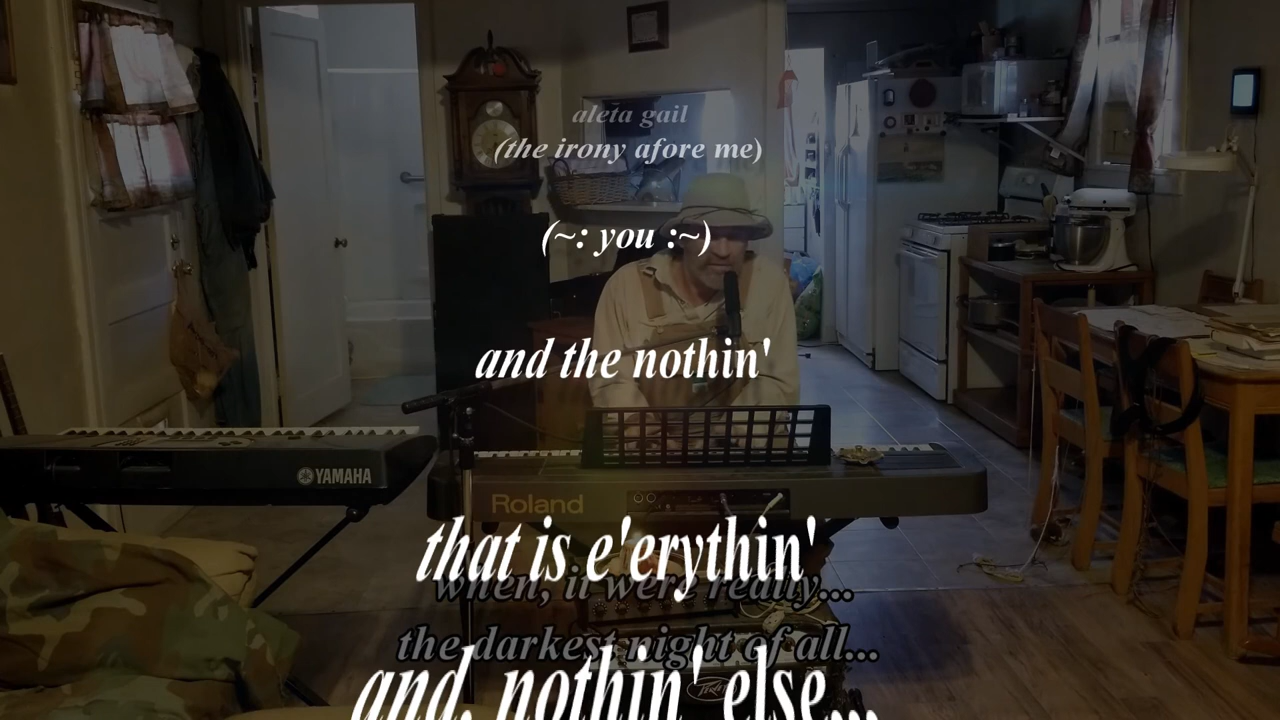 aleta gail
(the irony afore me)
(~: you :~)
and the nothin'
YAMAHA
Roland
that is e'erythin'
when, it were really...
the darkest night of all...
and, nothin' else...
PEAVEY